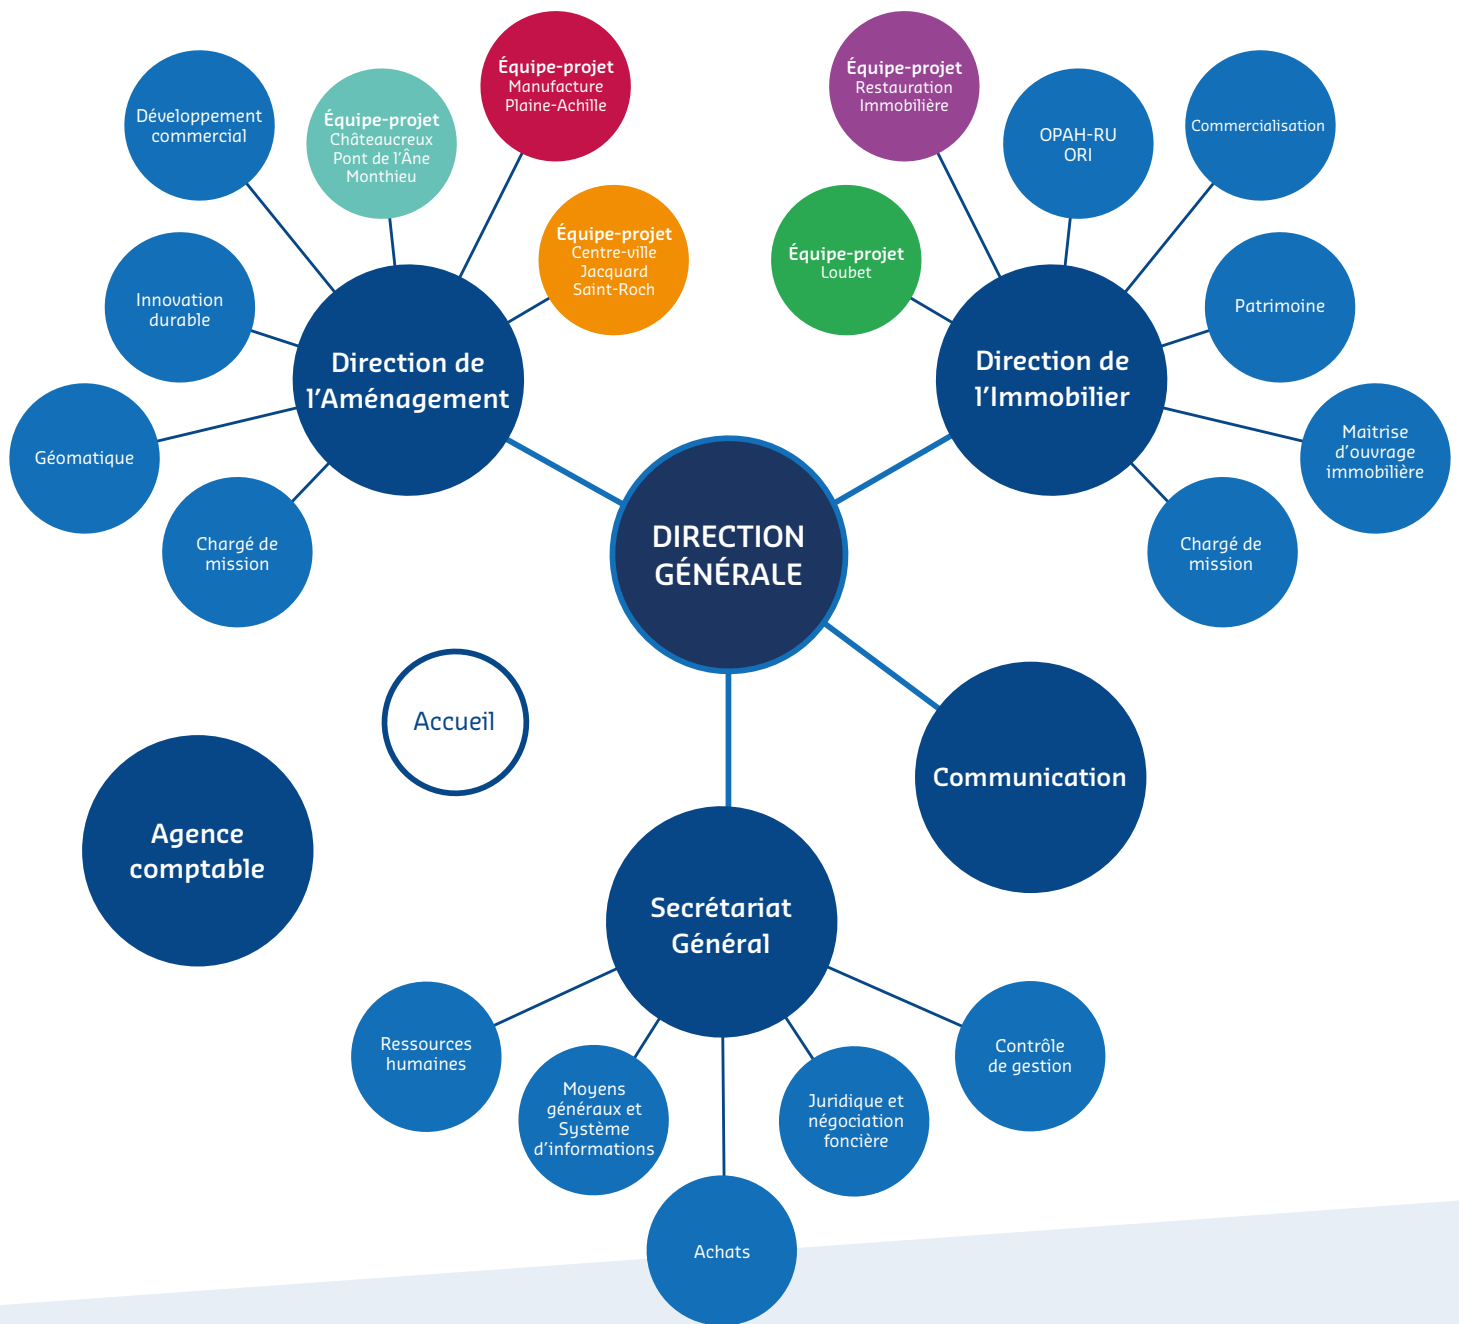 Développement
commercial
Équipe-projet
Châteaucreux
Pont de l'Âne
Monthieu
Équipe-projet
Manufacture
Plaine-Achille
Équipe-projet
Centre-ville
Jacquard
Saint-Roch
Innovation
durable
Géomatique
Chargé de
mission
Direction de
l'Aménagement
Équipe-projet
Restauration
Immobilière
OPAH-RU
ORI
Commercialisation
Équipe-projet
Loubet
Patrimoine
Maitrise
d'ouvrage
immobilière
Chargé de
mission
Direction de
l'Immobilier
DIRECTION
GÉNÉRALE
Accueil
Agence
comptable
Communication
Secrétariat
Général
Ressources
humaines
Moyens
généraux et
Système
d'informations
Achats
Juridique et
négociation
foncière
Contrôle
de gestion